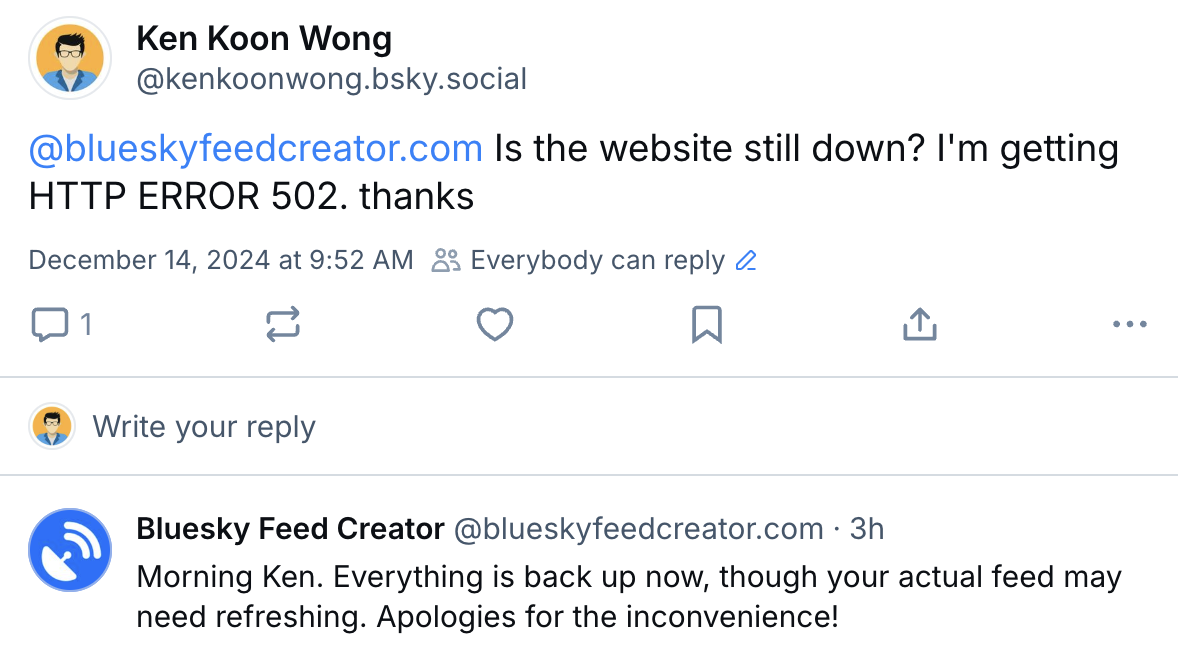 Ken Koon Wong
@kenkoonwong.bsky.social
@blueskyfeedcreator.com Is the website still down? I'm getting
HTTP ERROR 502. thanks
December 14, 2024 at 9:52 AM Everybody can reply
1
Write your reply
Bluesky Feed Creator @blueskyfeedcreator.com · 3h
Morning Ken. Everything is back up now, though your actual feed may
need refreshing. Apologies for the inconvenience!